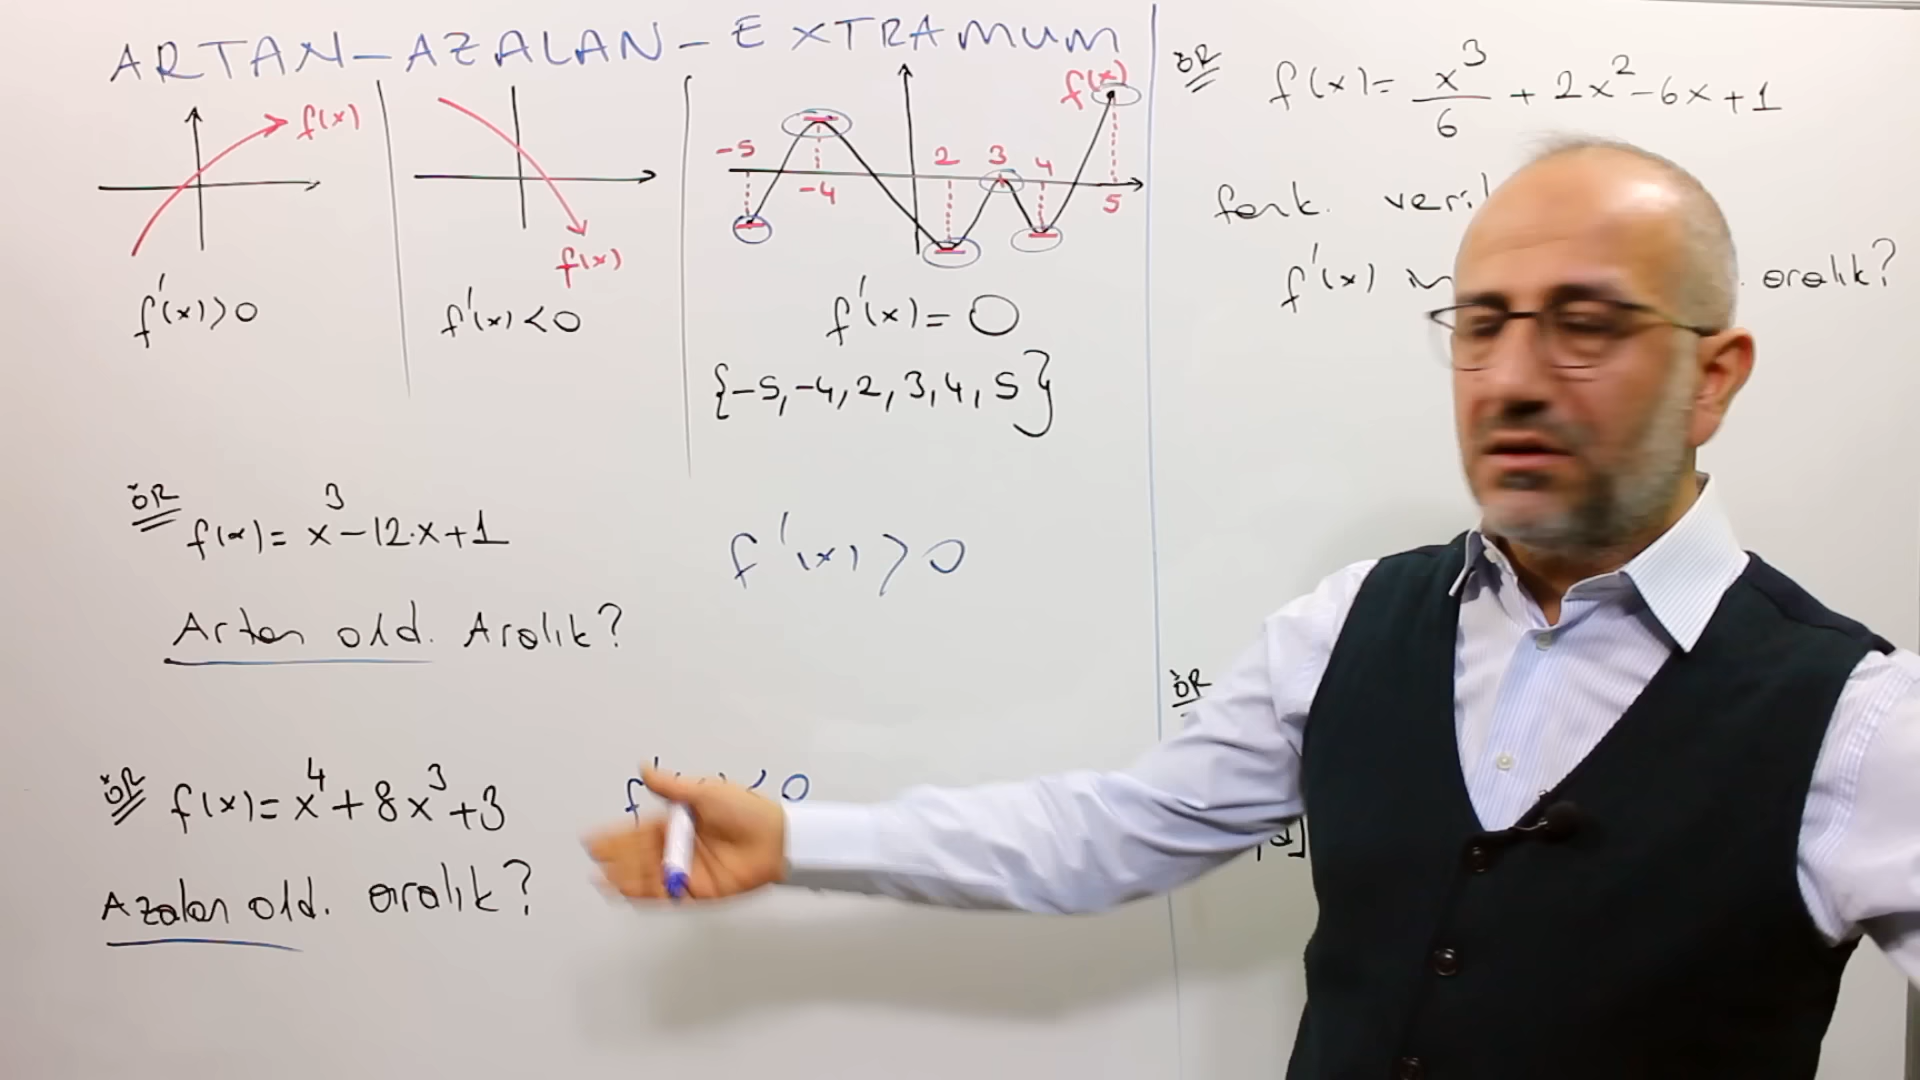 ARTAN-AZALAN-EXTRAMUM
f(x)
f'(x)>0
f(x)
f'(x)<0
f(x)
-5 -4 2 3 4 5
f'(x)=0
{-5,-4,2,3,4,5}
ÖR f(x)=x³-12·x+1
Artan old. Aralık?
f'(x)>0
ÖR f(x)=x⁴+8x³+3
Azalan old. aralık?
f' < 0
ÖR f(x)=x³/6+2x²-6x+1
fonk.
f'(x) in aralık?
ÖR